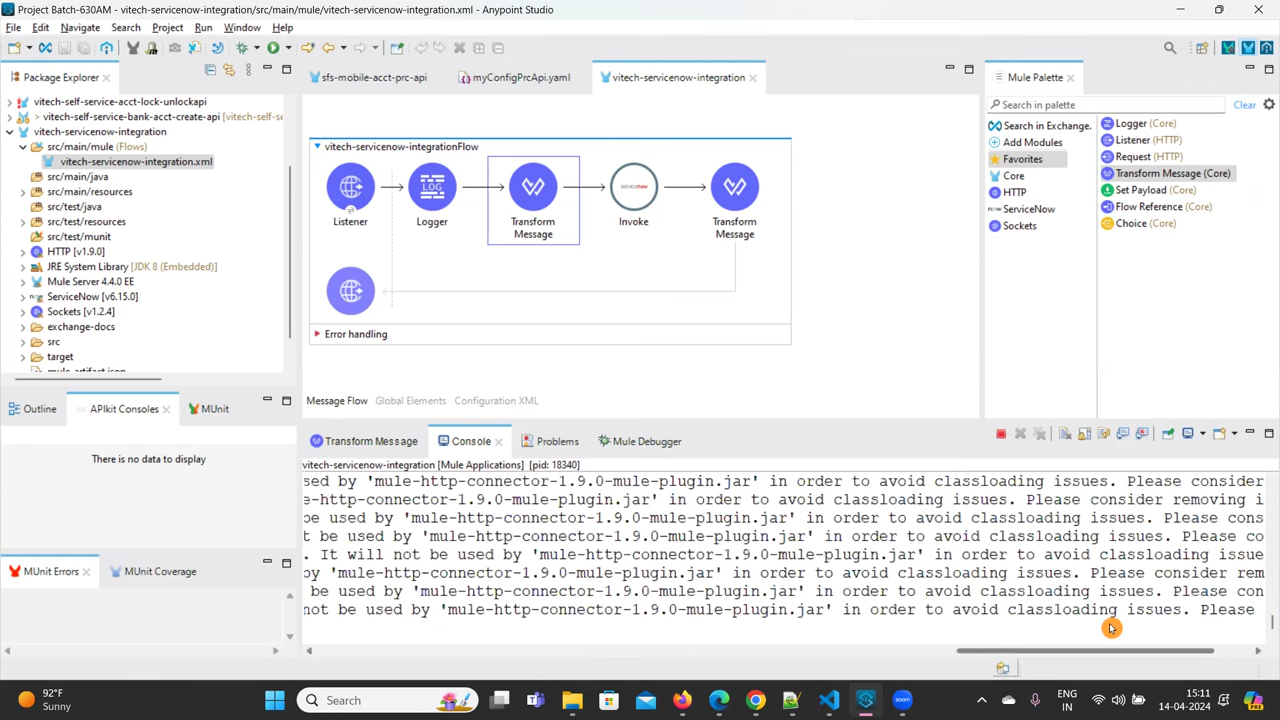 Project Batch-630AM - vitech-servicenow-integration/src/main/mule/vitech-servicenow-integration.xml - Anypoint Studio
File Edit Navigate Search Project Run Window Help
Package Explorer
vitech-self-service-acct-lock-unlockapi
vitech-self-service-bank-acct-create-api [vitech-self-se
vitech-servicenow-integration
src/main/mule (Flows)
vitech-servicenow-integration.xml
src/main/java
src/main/resources
src/test/java
src/test/resources
src/test/munit
HTTP [v1.9.0]
JRE System Library [JDK 8 (Embedded)]
Mule Server 4.4.0 EE
ServiceNow [v6.15.0]
Sockets [v1.2.4]
exchange-docs
src
target
mule-artifact.json
Outline APIkit Consoles MUnit
There is no data to display
MUnit Errors MUnit Coverage
sfs-mobile-acct-prc-api myConfigPrcApi.yaml vitech-servicenow-integration
vitech-servicenow-integrationFlow
LOG
servicenow
Listener Logger Transform Message Invoke Transform Message
Error handling
Message Flow Global Elements Configuration XML
Mule Palette
Search in palette Clear
Search in Exchange..
Add Modules
Favorites
Core
HTTP
ServiceNow
Sockets
Logger (Core)
Listener (HTTP)
Request (HTTP)
Transform Message (Core)
Set Payload (Core)
Flow Reference (Core)
Choice (Core)
Transform Message Console Problems Mule Debugger
vitech-servicenow-integration [Mule Applications] [pid: 18340]
sed by 'mule-http-connector-1.9.0-mule-plugin.jar' in order to avoid classloading issues. Please consider
e-http-connector-1.9.0-mule-plugin.jar' in order to avoid classloading issues. Please consider removing i
be used by 'mule-http-connector-1.9.0-mule-plugin.jar' in order to avoid classloading issues. Please cons
t be used by 'mule-http-connector-1.9.0-mule-plugin.jar' in order to avoid classloading issues. Please co
. It will not be used by 'mule-http-connector-1.9.0-mule-plugin.jar' in order to avoid classloading issue
by 'mule-http-connector-1.9.0-mule-plugin.jar' in order to avoid classloading issues. Please consider rem
be used by 'mule-http-connector-1.9.0-mule-plugin.jar' in order to avoid classloading issues. Please con
not be used by 'mule-http-connector-1.9.0-mule-plugin.jar' in order to avoid classloading issues. Please
92°F
Sunny
Search
ENG
IN
15:11
14-04-2024